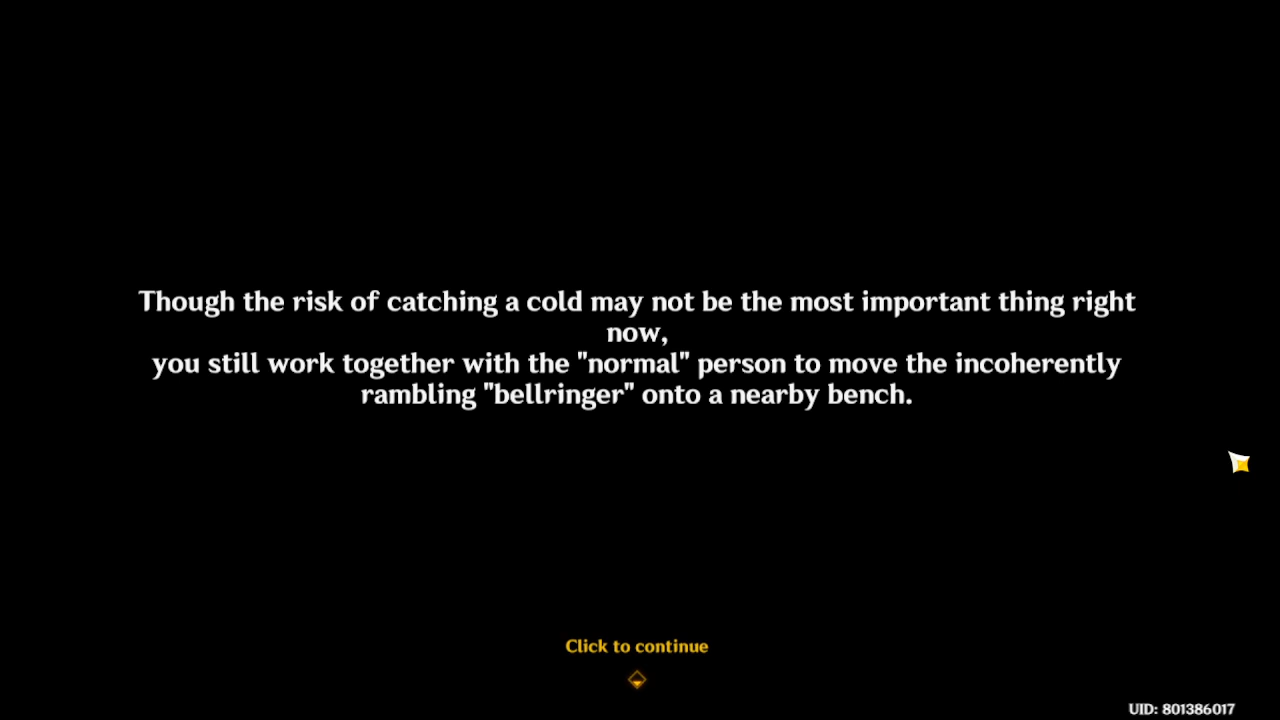 Though the risk of catching a cold may not be the most important thing right
now,
you still work together with the "normal" person to move the incoherently
rambling "bellringer" onto a nearby bench.
Click to continue
UID: 801386017